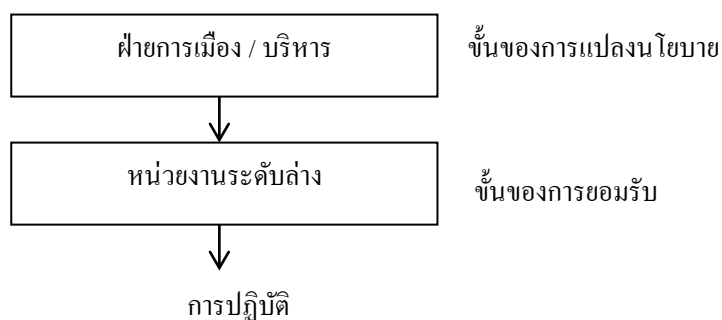 ฝ่ายการเมือง / บริหาร
ขั้นของการแปลงนโยบาย
หน่วยงานระดับล่าง
ขั้นของการยอมรับ
การปฏิบัติ